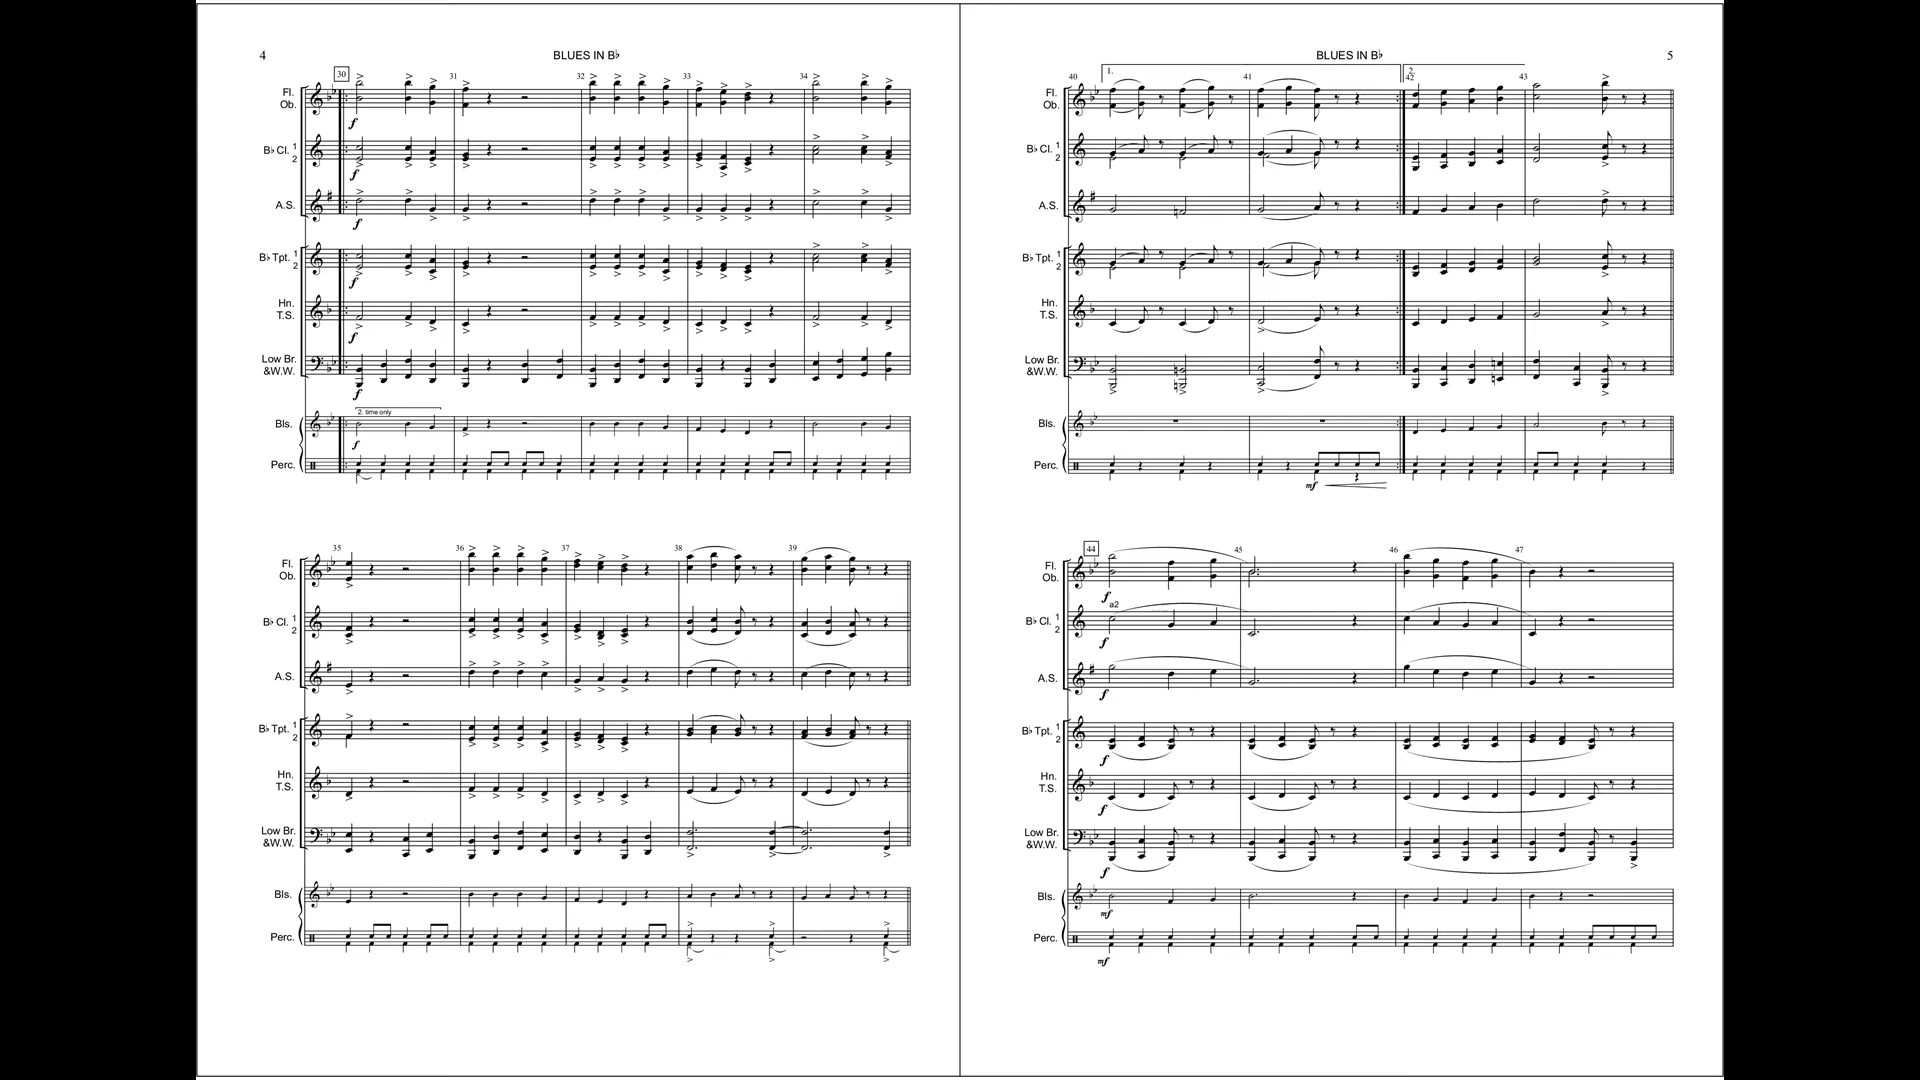 4
BLUES IN B♭
30
31
32
33
34
Fl.
Ob.
f
B♭ Cl. 1
2
f
A.S.
f
B♭ Tpt. 1
2
f
Hn.
T.S.
f
Low Br.
&W.W.
f
2. time only
Bls.
f
Perc.
35
36
37
38
39
Fl.
Ob.
B♭ Cl. 1
2
A.S.
B♭ Tpt. 1
2
Hn.
T.S.
Low Br.
&W.W.
Bls.
Perc.
BLUES IN B♭
5
40
1.
41
2.
42
43
Fl.
Ob.
B♭ Cl. 1
2
A.S.
B♭ Tpt. 1
2
Hn.
T.S.
Low Br.
&W.W.
Bls.
Perc.
mf
44
45
46
47
Fl.
Ob.
f
a2
B♭ Cl. 1
2
f
A.S.
f
B♭ Tpt. 1
2
f
Hn.
T.S.
f
Low Br.
&W.W.
f
Bls.
mf
Perc.
mf